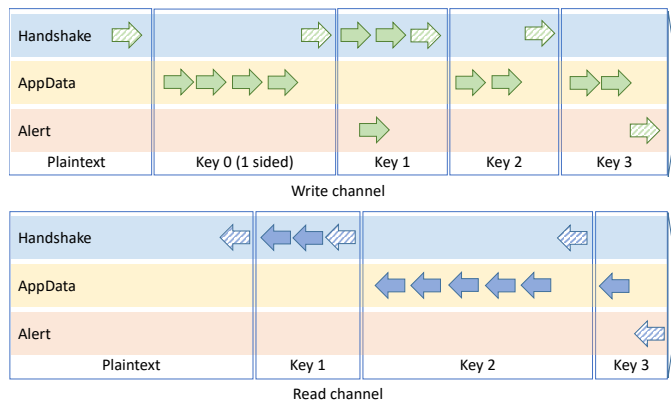 Handshake
AppData
Alert
Plaintext Key 0 (1 sided) Key 1 Key 2 Key 3
Write channel
Handshake
AppData
Alert
Plaintext Key 1 Key 2 Key 3
Read channel